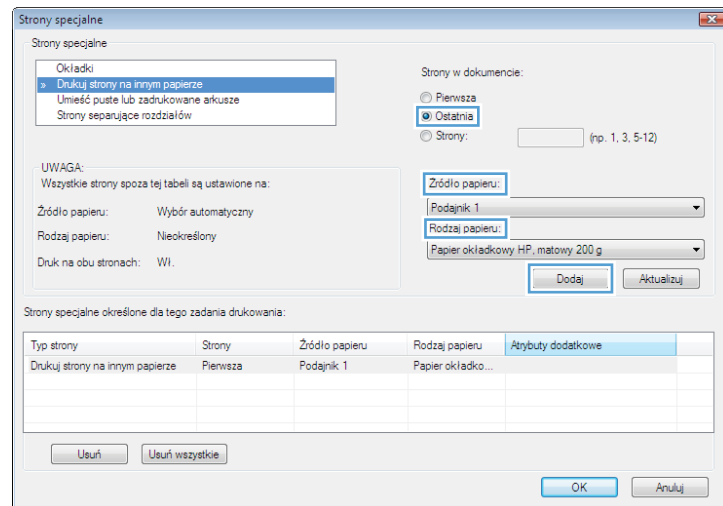 Strony specjalne
Strony specjalne
Okładki
» Drukuj strony na innym papierze
Umieść puste lub zadrukowane arkusze
Strony separujące rozdziałów
Strony w dokumencie:
Pierwsza
Ostatnia
Strony: (np. 1, 3, 5-12)
UWAGA:
Wszystkie strony spoza tej tabeli są ustawione na:
Źródło papieru: Wybór automatyczny
Rodzaj papieru: Nieokreślony
Druk na obu stronach: Wł.
Źródło papieru:
Podajnik 1
Rodzaj papieru:
Papier okładkowy HP, matowy 200 g
Dodaj Aktualizuj
Strony specjalne określone dla tego zadania drukowania:
Typ strony Strony Źródło papieru Rodzaj papieru Atrybuty dodatkowe
Drukuj strony na innym papierze Pierwsza Podajnik 1 Papier okładko...
Usuń Usuń wszystkie
OK Anuluj